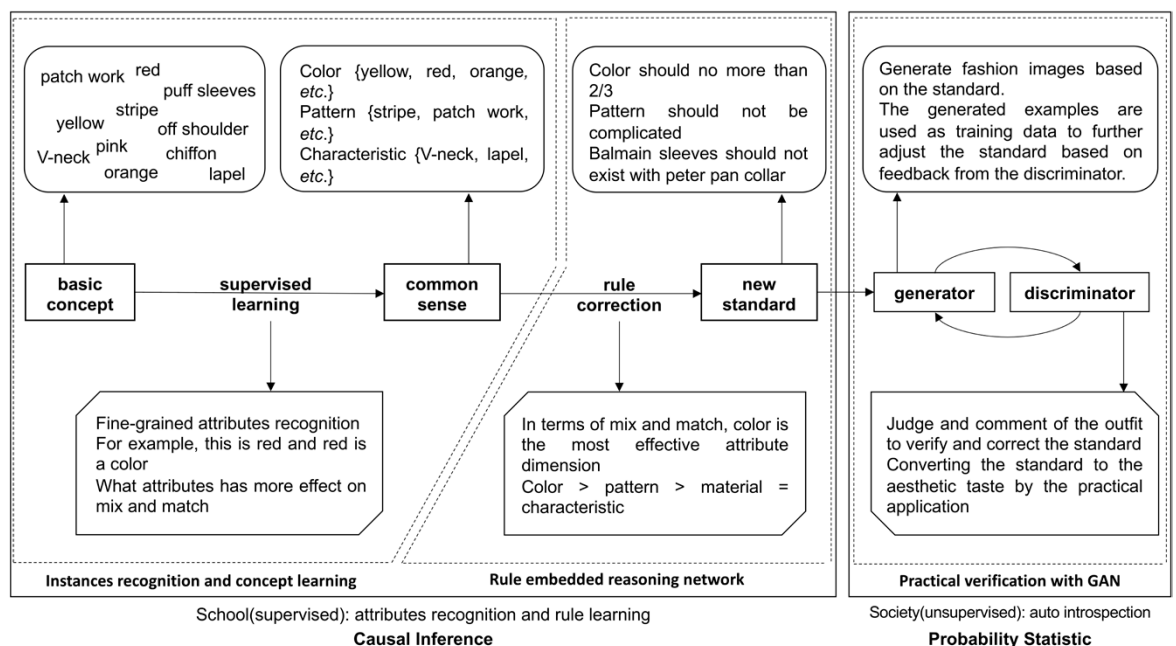 patch work
red
puff sleeves
stripe
yellow
off shoulder
V-neck
pink
chiffon
orange
lapel
Color {yellow, red, orange,
etc.}
Pattern {stripe, patch work,
etc.}
Characteristic {V-neck, lapel,
etc.}
Color should no more than
2/3
Pattern should not be
complicated
Balmain sleeves should not
exist with peter pan collar
Generate fashion images based
on the standard.
The generated examples are
used as training data to further
adjust the standard based on
feedback from the discriminator.
basic
concept
supervised
learning
common
sense
rule
correction
new
standard
generator
discriminator
Fine-grained attributes recognition
For example, this is red and red is
a color
What attributes has more effect on
mix and match
In terms of mix and match, color is
the most effective attribute
dimension
Color > pattern > material =
characteristic
Judge and comment of the outfit
to verify and correct the standard
Converting the standard to the
aesthetic taste by the practical
application
Instances recognition and concept learning
Rule embedded reasoning network
Practical verification with GAN
School(supervised): attributes recognition and rule learning
Causal Inference
Society(unsupervised): auto introspection
Probability Statistic